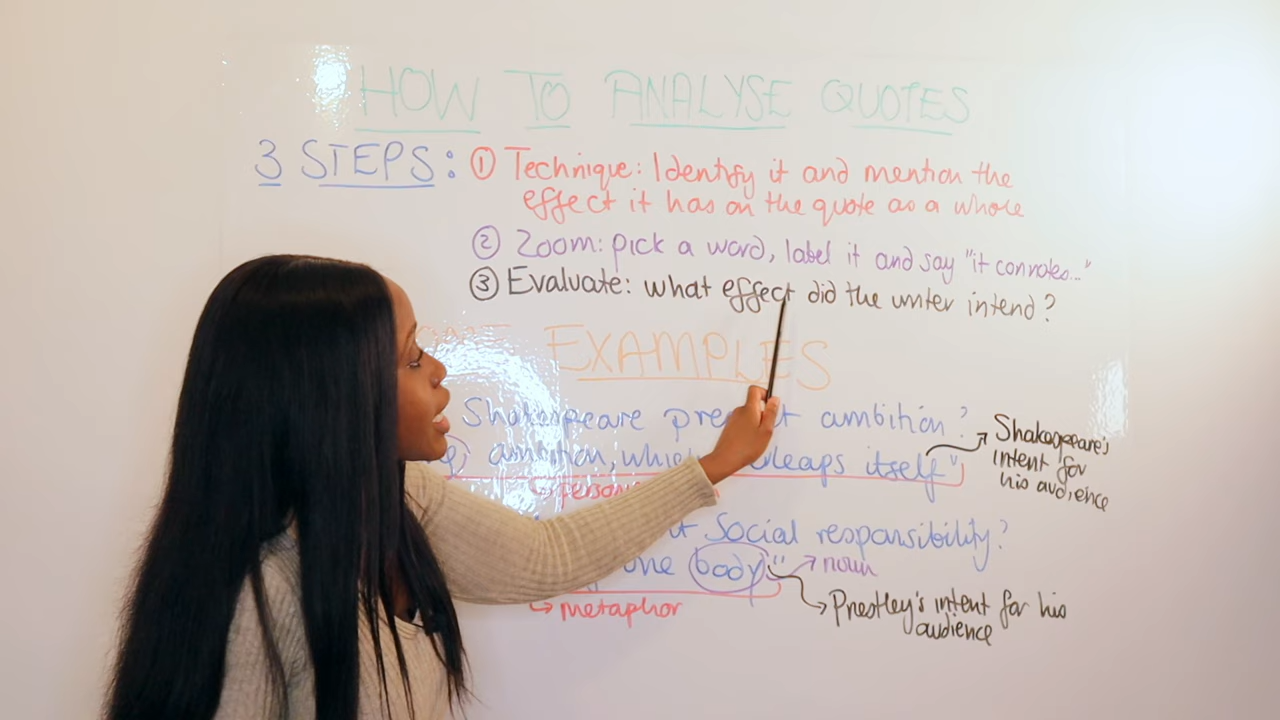 HOW TO ANALYSE QUOTES
3 STEPS: ① Technique: Identify it and mention the
effect it has on the quote as a whole
② Zoom: pick a word, label it and say "it connotes..."
③ Evaluate: what effect did the writer intend?
EXAMPLES
Shakespeare ambition?
ambition, itself"
Shakespeare's
intent for
his audience
Social responsibility?
one body"
noun
metaphor
Priestley's intent for his
audience